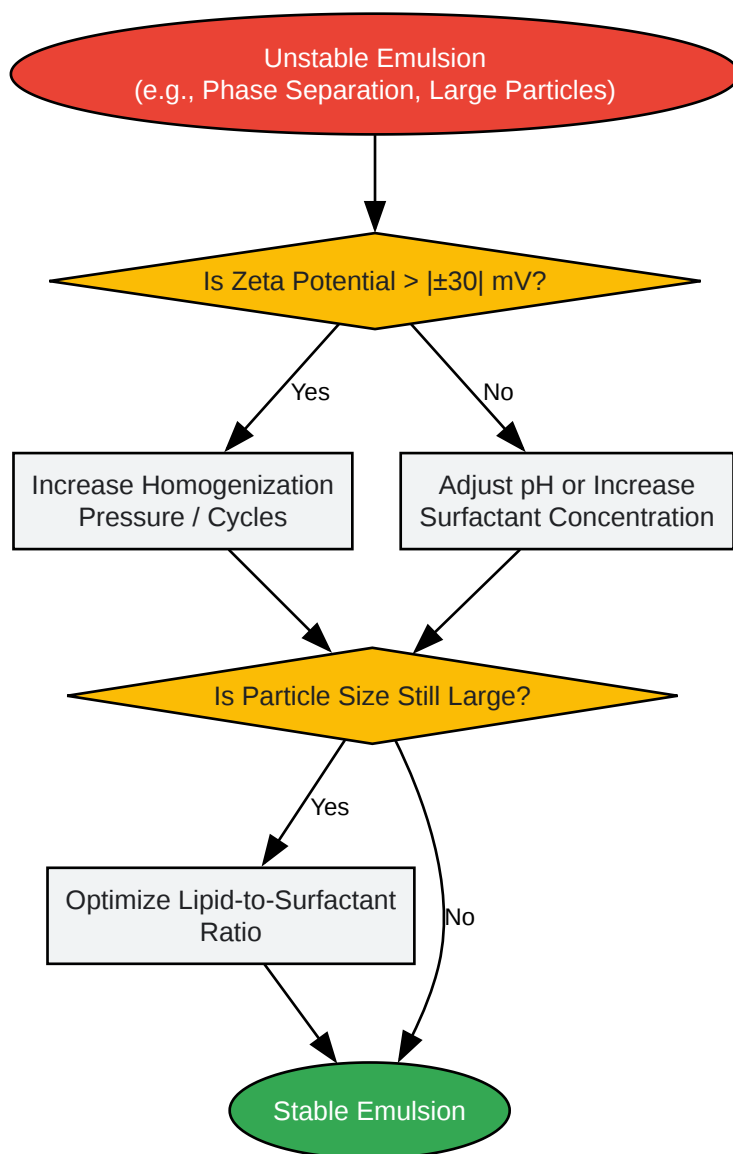 Unstable Emulsion
(e.g., Phase Separation, Large Particles)
Is Zeta Potential > |±30| mV?
Yes
No
Increase Homogenization
Pressure / Cycles
Adjust pH or Increase
Surfactant Concentration
Is Particle Size Still Large?
Yes
Optimize Lipid-to-Surfactant
Ratio
No
Stable Emulsion